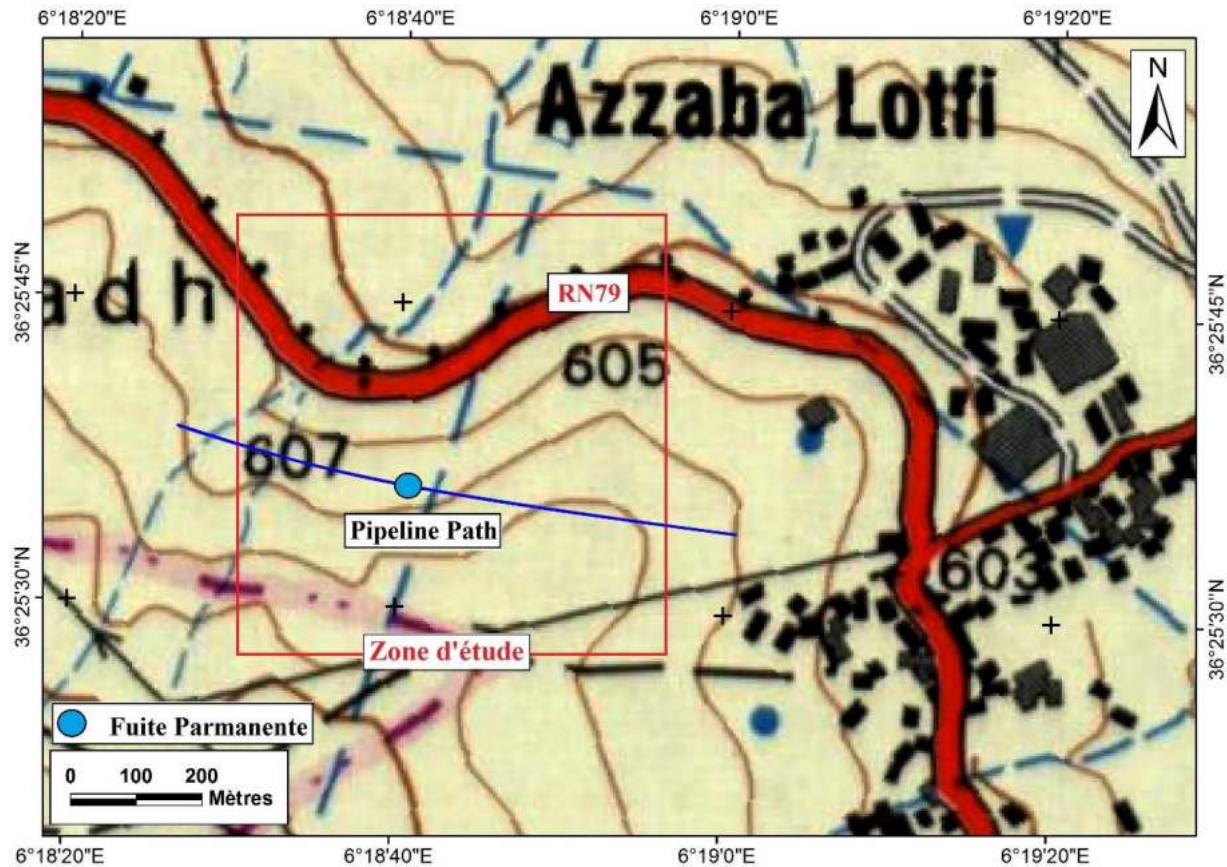 6°18'20"E 6°18'40"E 6°19'0"E 6°19'20"E
N
Azzaba Lotfi
36°25'45"N
adh
RN79
36°25'45"N
605
607
Pipeline Path
36°25'30"N
603
36°25'30"N
Zone d'étude
Fuite Parmanente
0 100 200
Mètres
6°18'20"E 6°18'40"E 6°19'0"E 6°19'20"E